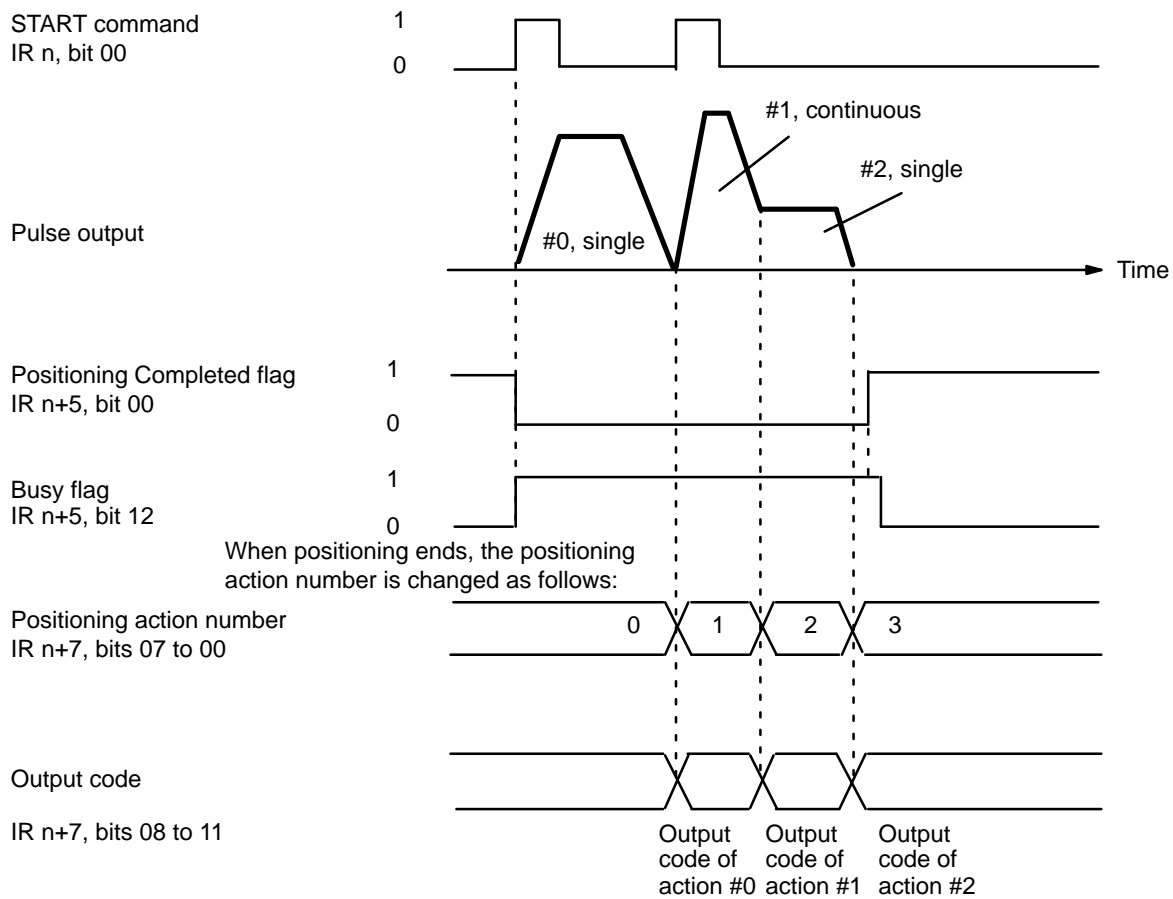 START command
IR n, bit 00
1
0
#1, continuous
#2, single
Pulse output
#0, single
Time
Positioning Completed flag
IR n+5, bit 00
1
0
Busy flag
IR n+5, bit 12
1
0
When positioning ends, the positioning
action number is changed as follows:
Positioning action number
IR n+7, bits 07 to 00
0 1 2 3
Output code
IR n+7, bits 08 to 11
Output
code of
action #0
Output
code of
action #1
Output
code of
action #2